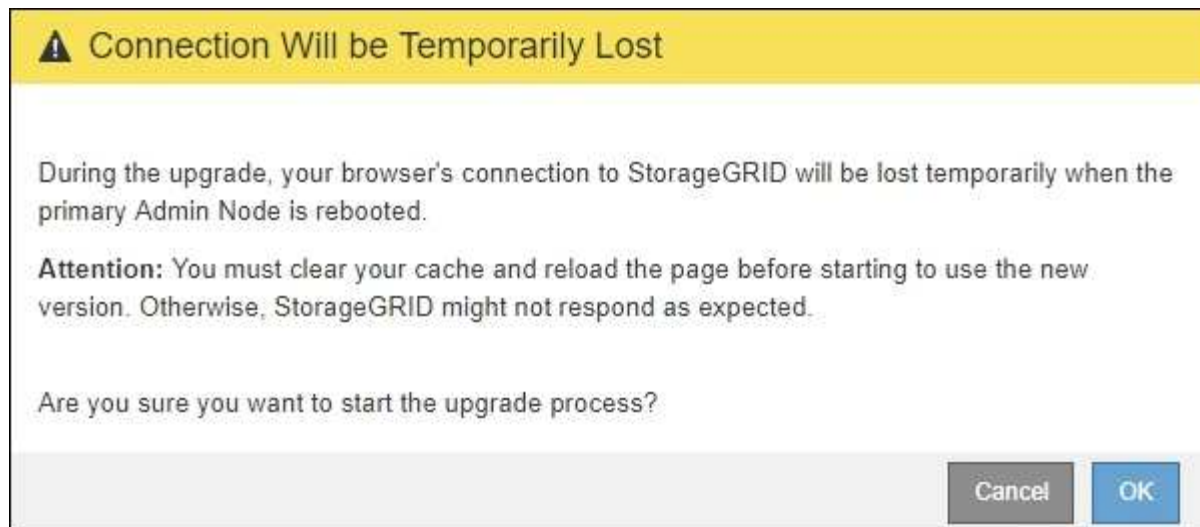 Connection Will be Temporarily Lost
During the upgrade, your browser's connection to StorageGRID will be lost temporarily when the
primary Admin Node is rebooted.
Attention: You must clear your cache and reload the page before starting to use the new
version. Otherwise, StorageGRID might not respond as expected.
Are you sure you want to start the upgrade process?
Cancel
OK